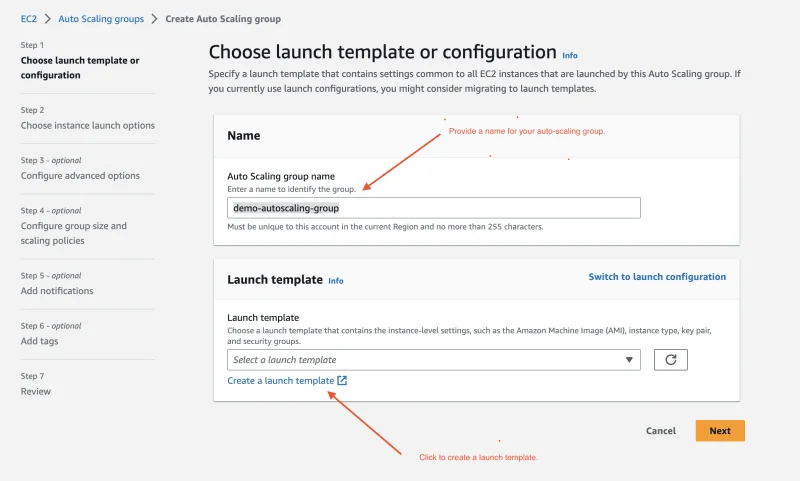 EC2 > Auto Scaling groups > Create Auto Scaling group
Step 1
Choose launch template or
configuration
Step 2
Choose instance launch options
Step 3 - optional
Configure advanced options
Step 4 - optional
Configure group size and
scaling policies
Step 5 - optional
Add notifications
Step 6 - optional
Add tags
Step 7
Review
Choose launch template or configuration Info
Specify a launch template that contains settings common to all EC2 instances that are launched by this Auto Scaling group. If
you currently use launch configurations, you might consider migrating to launch templates.
Name
Provide a name for your auto-scaling group.
Auto Scaling group name
Enter a name to identify the group.
demo-autoscaling-group
Must be unique to this account in the current Region and no more than 255 characters.
Launch template Info
Switch to launch configuration
Launch template
Choose a launch template that contains the instance-level settings, such as the Amazon Machine Image (AMI), instance type, key pair,
and security groups.
Select a launch template
Create a launch template
Cancel
Next
Click to create a launch template.